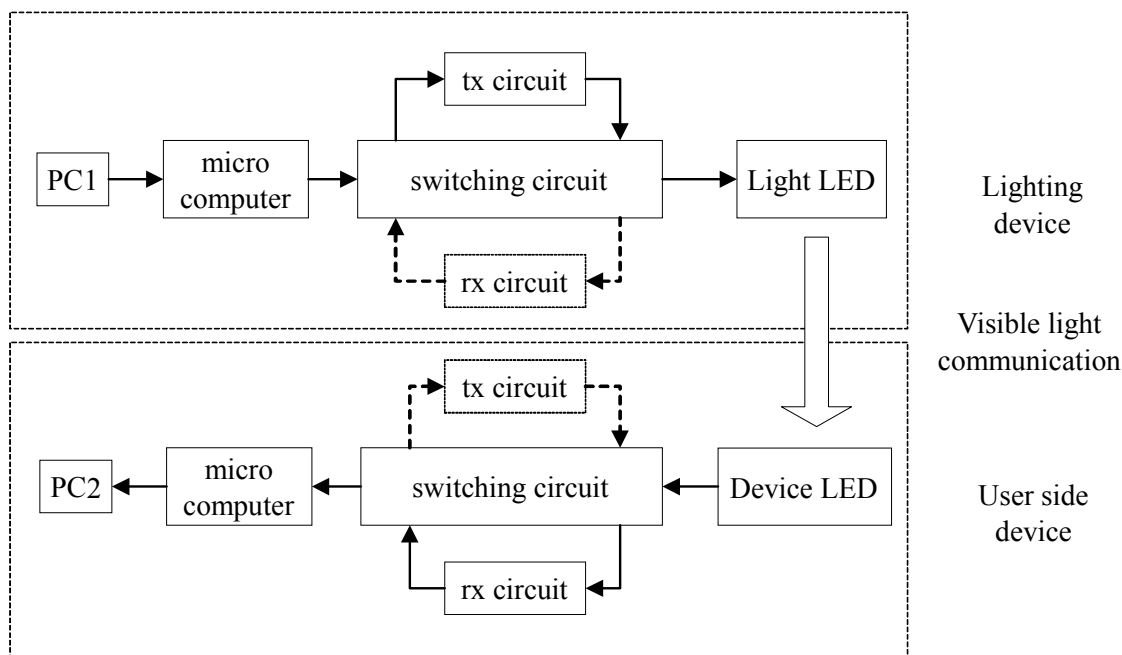 tx circuit
PC1
micro
computer
switching circuit
Light LED
rx circuit
Lighting
device
Visible light
communication
tx circuit
PC2
micro
computer
switching circuit
Device LED
rx circuit
User side
device